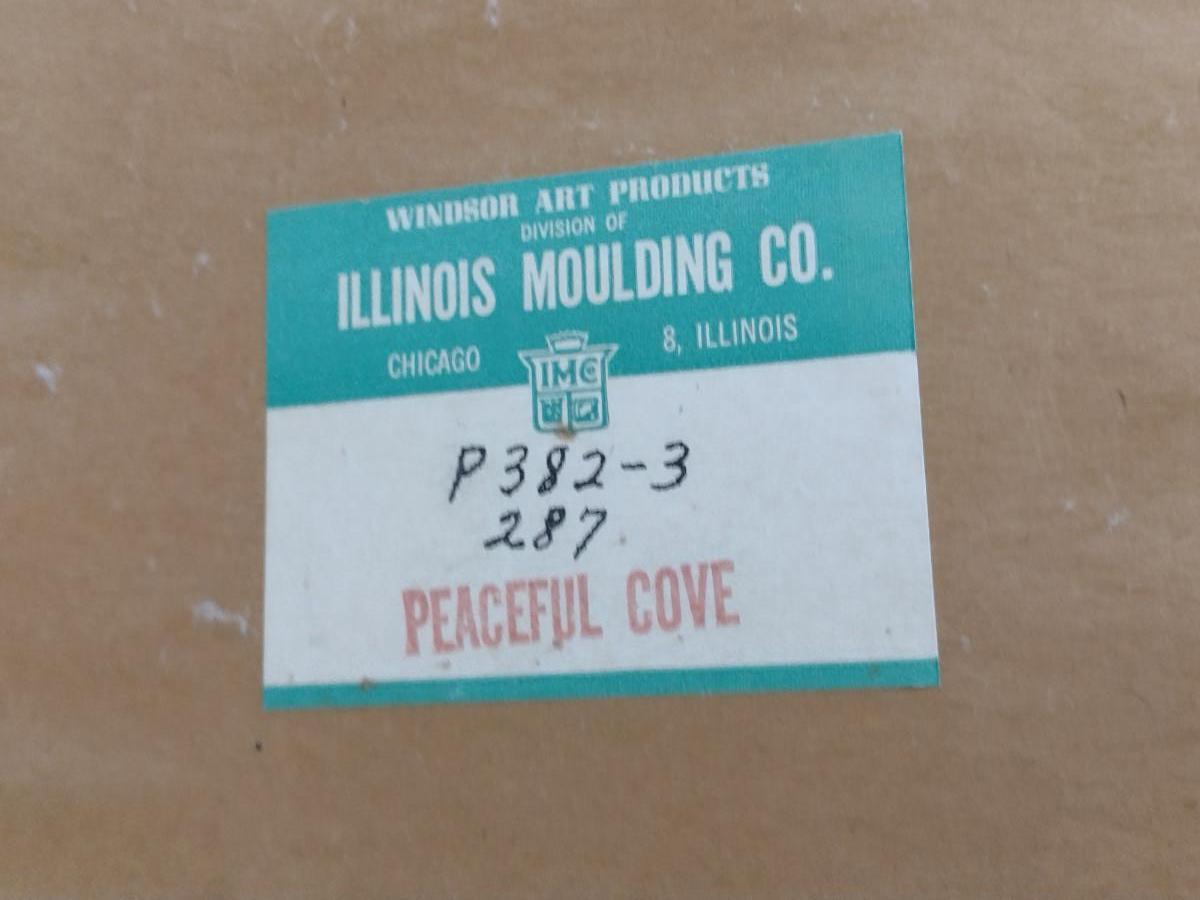 WINDSOR ART PRODUCTS
DIVISION OF
ILLINOIS MOULDING CO.
CHICAGO 8, ILLINOIS
IMC
P382-3
287
PEACEFUL COVE